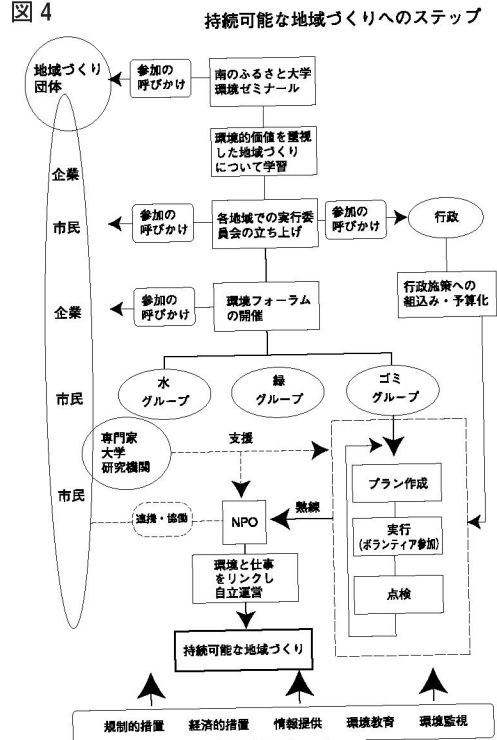 図 4
持続可能な地域づくりへのステップ
地域づくり
団体
参加の
呼びかけ
南のふるさと大学
環境ゼミナール
環境的価値を重視
した地域づくり
について学習
企業
市民
参加の
呼びかけ
各地域での実行委
員会の立ち上げ
参加の
呼びかけ
行政
行政施策への
組込み・予算化
企業
参加の
呼びかけ
環境フォーラム
の開催
水
グループ
緑
グループ
ゴミ
グループ
市民
専門家
大学
研究機関
支援
市民
連携・協働
NPO
熟練
プラン作成
実行
(ボランティア参加)
点検
環境と仕事
をリンクし
自立運営
持続可能な地域づくり
規制的措置 経済的措置 情報提供 環境教育 環境監視